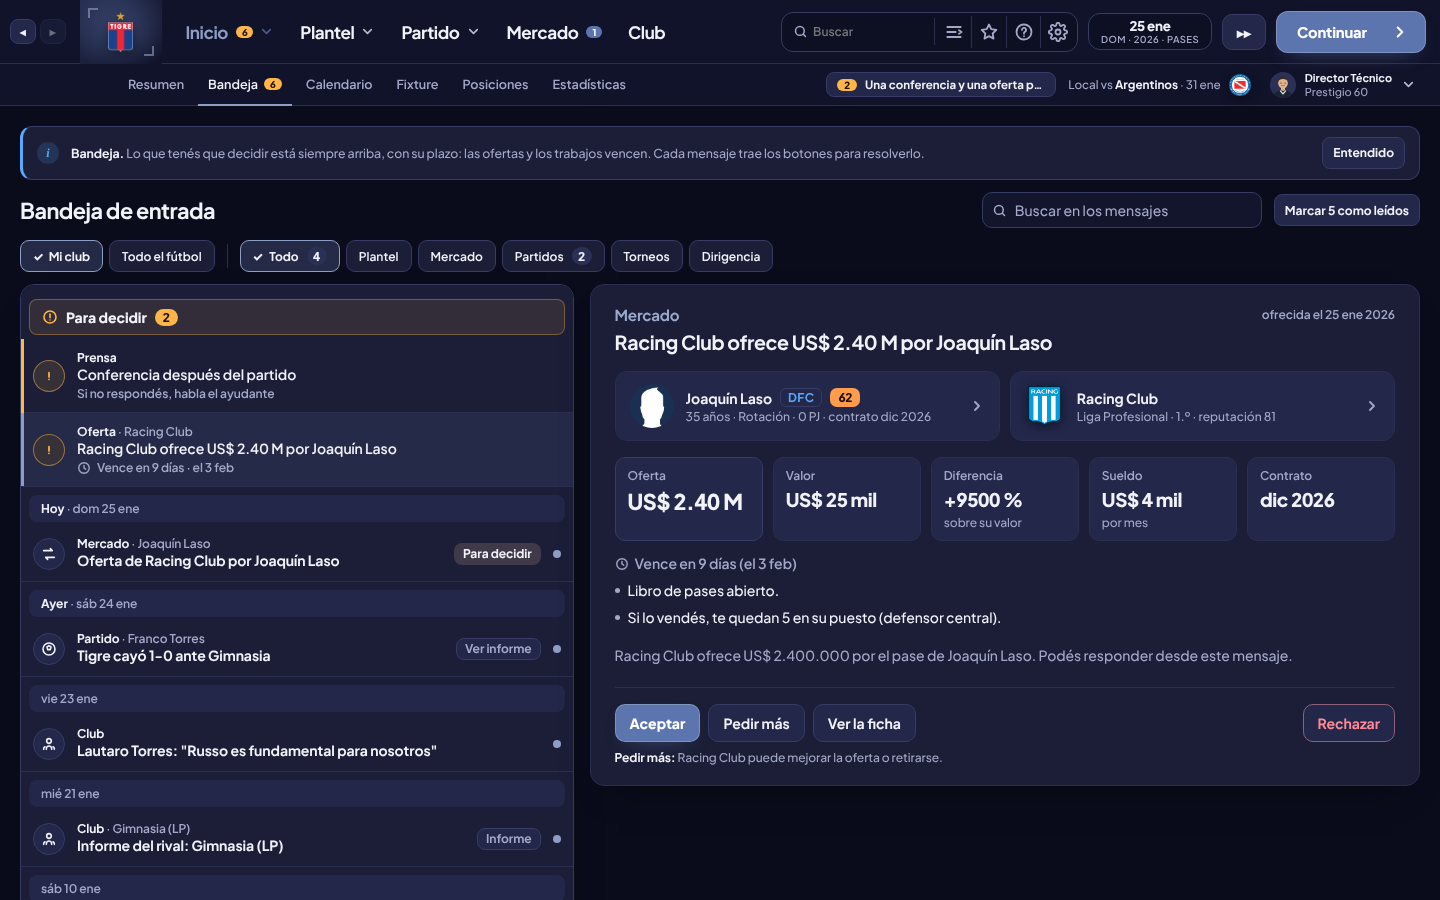 TIGRE
Inicio 6
Plantel
Partido
Mercado 1
Club
Buscar
25 ene
DOM · 2026 · PASES
Continuar
Resumen
Bandeja 6
Calendario
Fixture
Posiciones
Estadísticas
2 Una conferencia y una oferta p...
Local vs Argentinos · 31 ene
Director Técnico
Prestigio 60
i Bandeja. Lo que tenés que decidir está siempre arriba, con su plazo: las ofertas y los trabajos vencen. Cada mensaje trae los botones para resolverlo.
Entendido
Bandeja de entrada
Buscar en los mensajes
Marcar 5 como leídos
Mi club
Todo el fútbol
Todo 4
Plantel
Mercado
Partidos 2
Torneos
Dirigencia
Para decidir 2
!
Prensa
Conferencia después del partido
Si no respondés, habla el ayudante
!
Oferta · Racing Club
Racing Club ofrece US$ 2.40 M por Joaquín Laso
Vence en 9 días · el 3 feb
Hoy · dom 25 ene
Mercado · Joaquín Laso
Oferta de Racing Club por Joaquín Laso
Para decidir
Ayer · sáb 24 ene
Partido · Franco Torres
Tigre cayó 1-0 ante Gimnasia
Ver informe
vie 23 ene
Club
Lautaro Torres: "Russo es fundamental para nosotros"
mié 21 ene
Club · Gimnasia (LP)
Informe del rival: Gimnasia (LP)
Informe
sáb 10 ene
Mercado
ofrecida el 25 ene 2026
Racing Club ofrece US$ 2.40 M por Joaquín Laso
Joaquín Laso DFC 62
35 años · Rotación · 0 PJ · contrato dic 2026
RACING
Racing Club
Liga Profesional · 1.º · reputación 81
Oferta
US$ 2.40 M
Valor
US$ 25 mil
Diferencia
+9500 %
sobre su valor
Sueldo
US$ 4 mil
por mes
Contrato
dic 2026
Vence en 9 días (el 3 feb)
• Libro de pases abierto.
• Si lo vendés, te quedan 5 en su puesto (defensor central).
Racing Club ofrece US$ 2.400.000 por el pase de Joaquín Laso. Podés responder desde este mensaje.
Aceptar
Pedir más
Ver la ficha
Rechazar
Pedir más: Racing Club puede mejorar la oferta o retirarse.